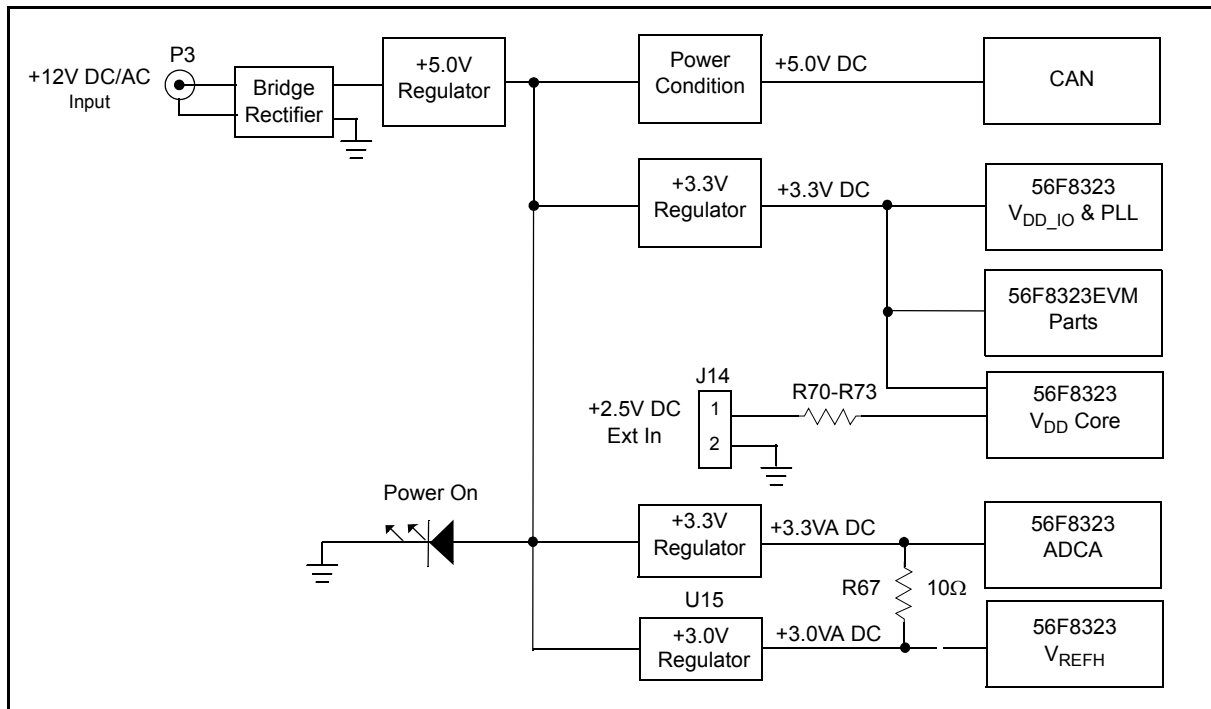 P3
+12V DC/AC
Input
Bridge
Rectifier
+5.0V
Regulator
Power
Condition
+5.0V DC
CAN
+3.3V
Regulator
+3.3V DC
56F8323
VDD_IO & PLL
56F8323EVM
Parts
J14
+2.5V DC
Ext In
1
2
R70-R73
56F8323
VDD Core
Power On
+3.3V
Regulator
+3.3VA DC
56F8323
ADCA
R67
10Ω
U15
+3.0V
Regulator
+3.0VA DC
56F8323
VREFH